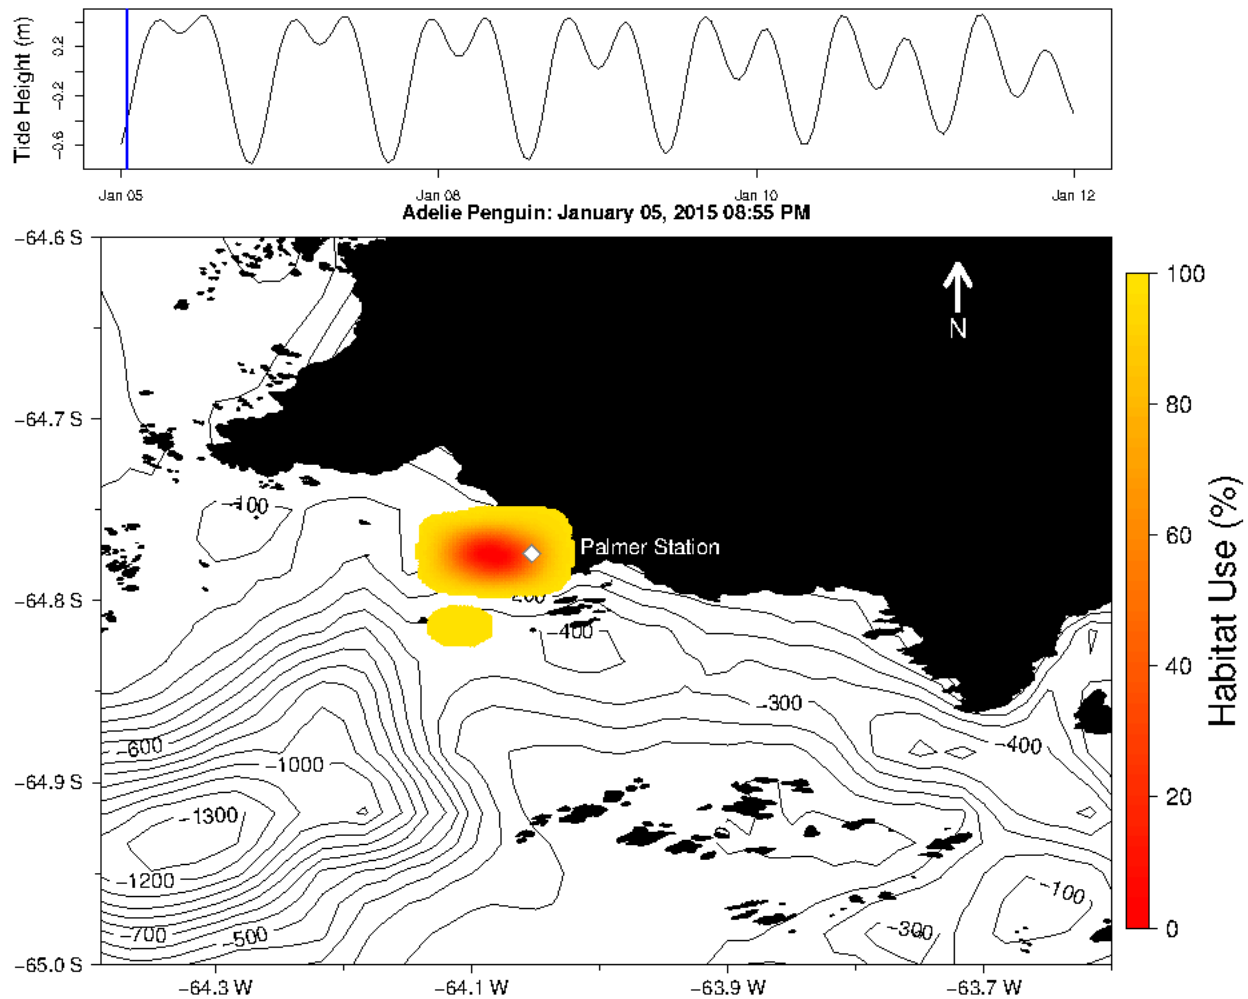 Tide Height (m)
0.2
−0.2
−0.6
Jan 05
Jan 08
Jan 10
Jan 12
Adelie Penguin: January 05, 2015 08:55 PM
−64.6 S
−64.7 S
−64.8 S
−64.9 S
−65.0 S
−64.3 W
−64.1 W
−63.9 W
−63.7 W
N
Palmer Station
−100
−200
−400
−300
−400
−600
−1000
−1300
−1200
−700
−500
0
−100
−300
100
80
60
40
20
0
Habitat Use (%)